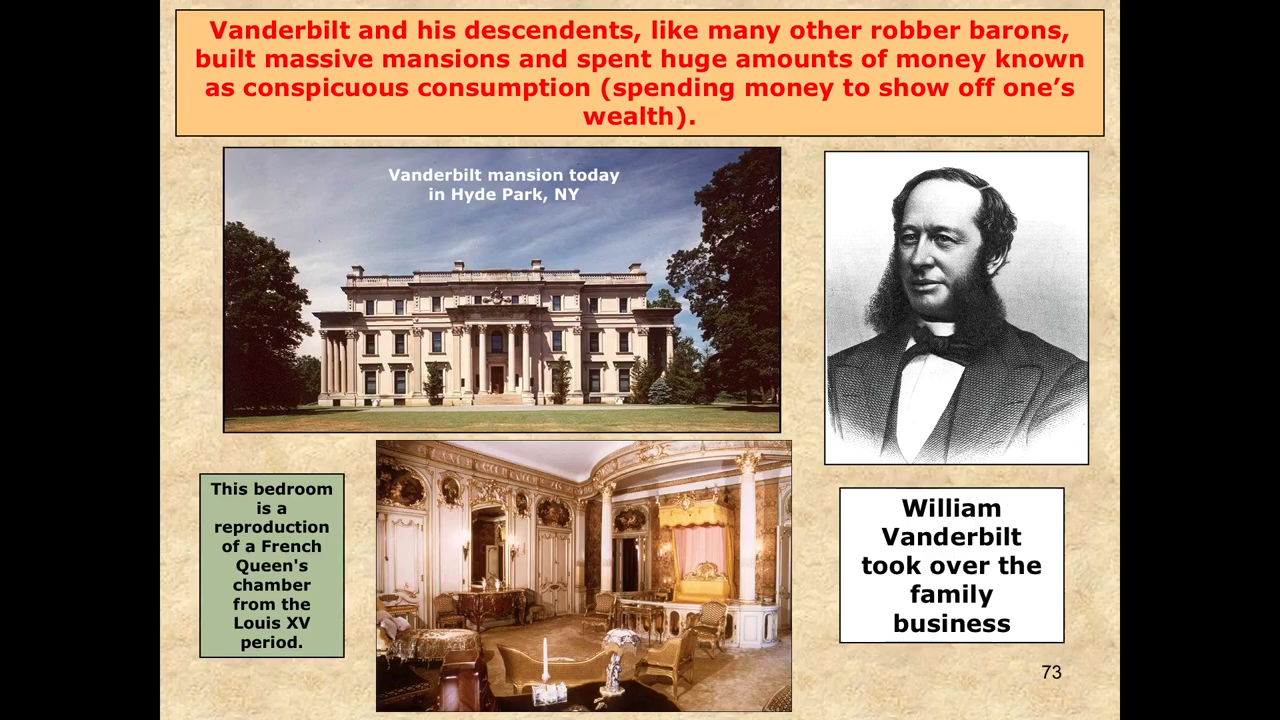 Vanderbilt and his descendents, like many other robber barons,
built massive mansions and spent huge amounts of money known
as conspicuous consumption (spending money to show off one’s
wealth).
Vanderbilt mansion today
in Hyde Park, NY
This bedroom
is a
reproduction
of a French
Queen's
chamber
from the
Louis XV
period.
William
Vanderbilt
took over the
family
business
73